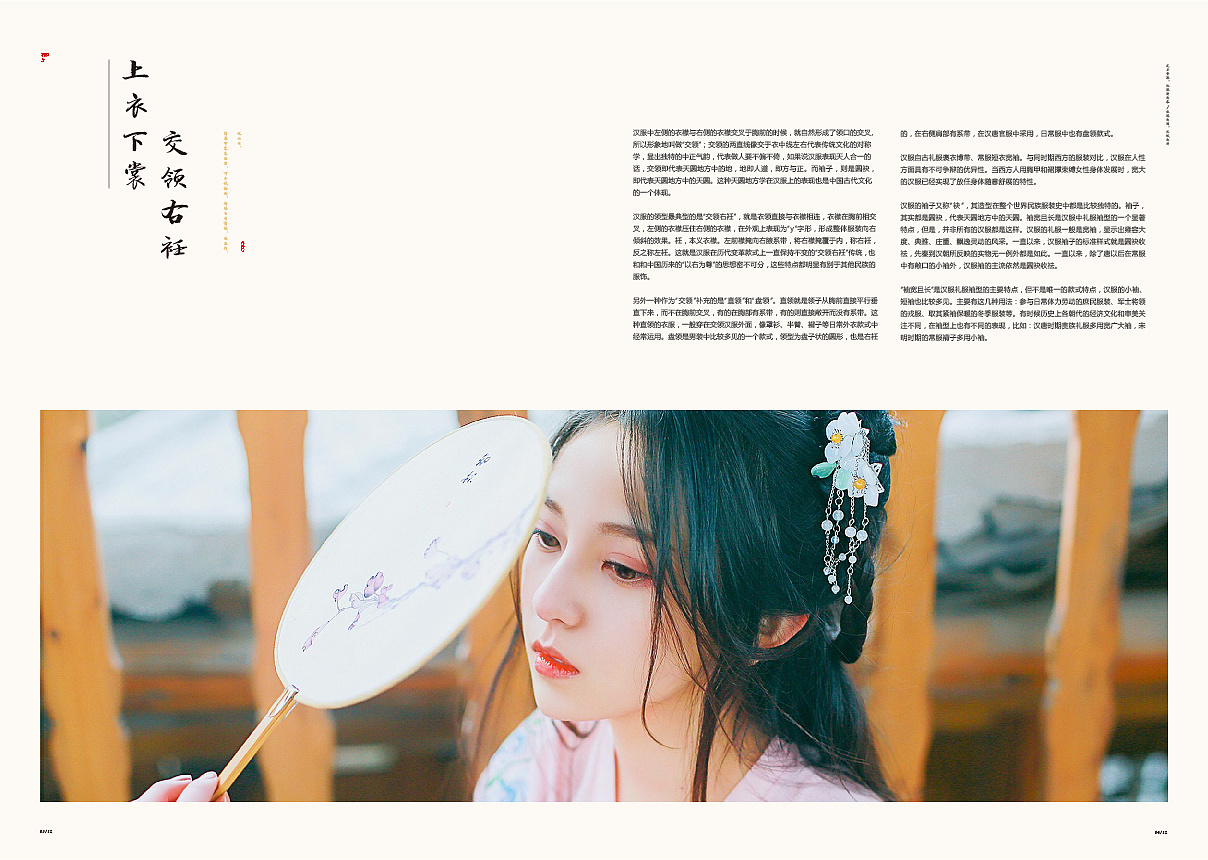 上衣下裳
交领右衽
汉服中左侧的衣襟与右侧的衣襟交叉于胸前的时候，就自然形成了领口的交叉，
所以形象地叫做"交领"；交领的两直线像交于衣中线左右代表传统文化的对称
学，显出独特的中正气韵，代表做人要不偏不倚，如果说汉服表现天人合一的
话，交领即代表天圆地方中的地，地即人道，即方与正。而袖子，则是圆袂，
即代表天圆地方中的天圆。这种天圆地方学在汉服上的表现也是中国古代文化
的一个体现。
汉服的领型最典型的是"交领右衽"，就是衣领直接与衣襟相连，衣襟在胸前相交
叉，左侧的衣襟压住右侧的衣襟，在外观上表现为"y"字形，形成整体服装向右
倾斜的效果。衽，本义衣襟。左前襟掩向右腋系带，将右襟掩覆于内，称右衽，
反之称左衽。这就是汉服在历代变革款式上一直保持不变的"交领右衽"传统，也
和和中国历来的"以右为尊"的思想密不可分，这些特点都明显有别于其他民族的
服饰。
另外一种作为"交领"补充的是"直领"和"盘领"。直领就是领子从胸前直接平行垂
直下来，而不在胸前交叉，有的在胸部有系带，有的则直接敞开而没有系带。这
种直领的衣服，一般穿在交领汉服外面，像罩衫、半臂、褙子等日常外衣款式中
经常运用。盘领是男装中比较多见的一个款式，领型为盘子状的圆形，也是右衽
的，在右侧肩部有系带，在汉唐官服中采用，日常服中也有盘领款式。
汉服自古礼服褒衣博带、常服短衣宽袖。与同时期西方的服装对比，汉服在人性
方面具有不可争辩的优异性。当西方人用胸甲和裙撑束缚女性身体发展时，宽大
的汉服已经实现了放任身体随意舒展的特性。
汉服的袖子又称"袂"，其造型在整个世界民族服装史中都是比较独特的。袖子，
其实都是圆袂，代表天圆地方中的天圆。袖宽且长是汉服中礼服袖型的一个显著
特点，但是，并非所有的汉服都是这样。汉服的礼服一般是宽袖，显示出雍容大
度、典雅、庄重、飘逸灵动的风采。一直以来，汉服袖子的标准样式就是圆袂收
祛，先秦到汉朝所反映的实物无一例外都是如此。一直以来，除了唐以后在常服
中有敞口的小袖外，汉服袖的主流依然是圆袂收祛。
"袖宽且长"是汉服礼服袖型的主要特点，但不是唯一的款式特点，汉服的小袖、
短袖也比较多见。主要有这几种用法：参与日常体力劳动的庶民服装、军士将领
的戎服、取其紧袖保暖的冬季服装等。有时候历史上各朝代的经济文化和审美关
注不同，在袖型上也有不同的表现，比如：汉唐时期贵族礼服多用宽广大袖，宋
明时期的常服褙子多用小袖。